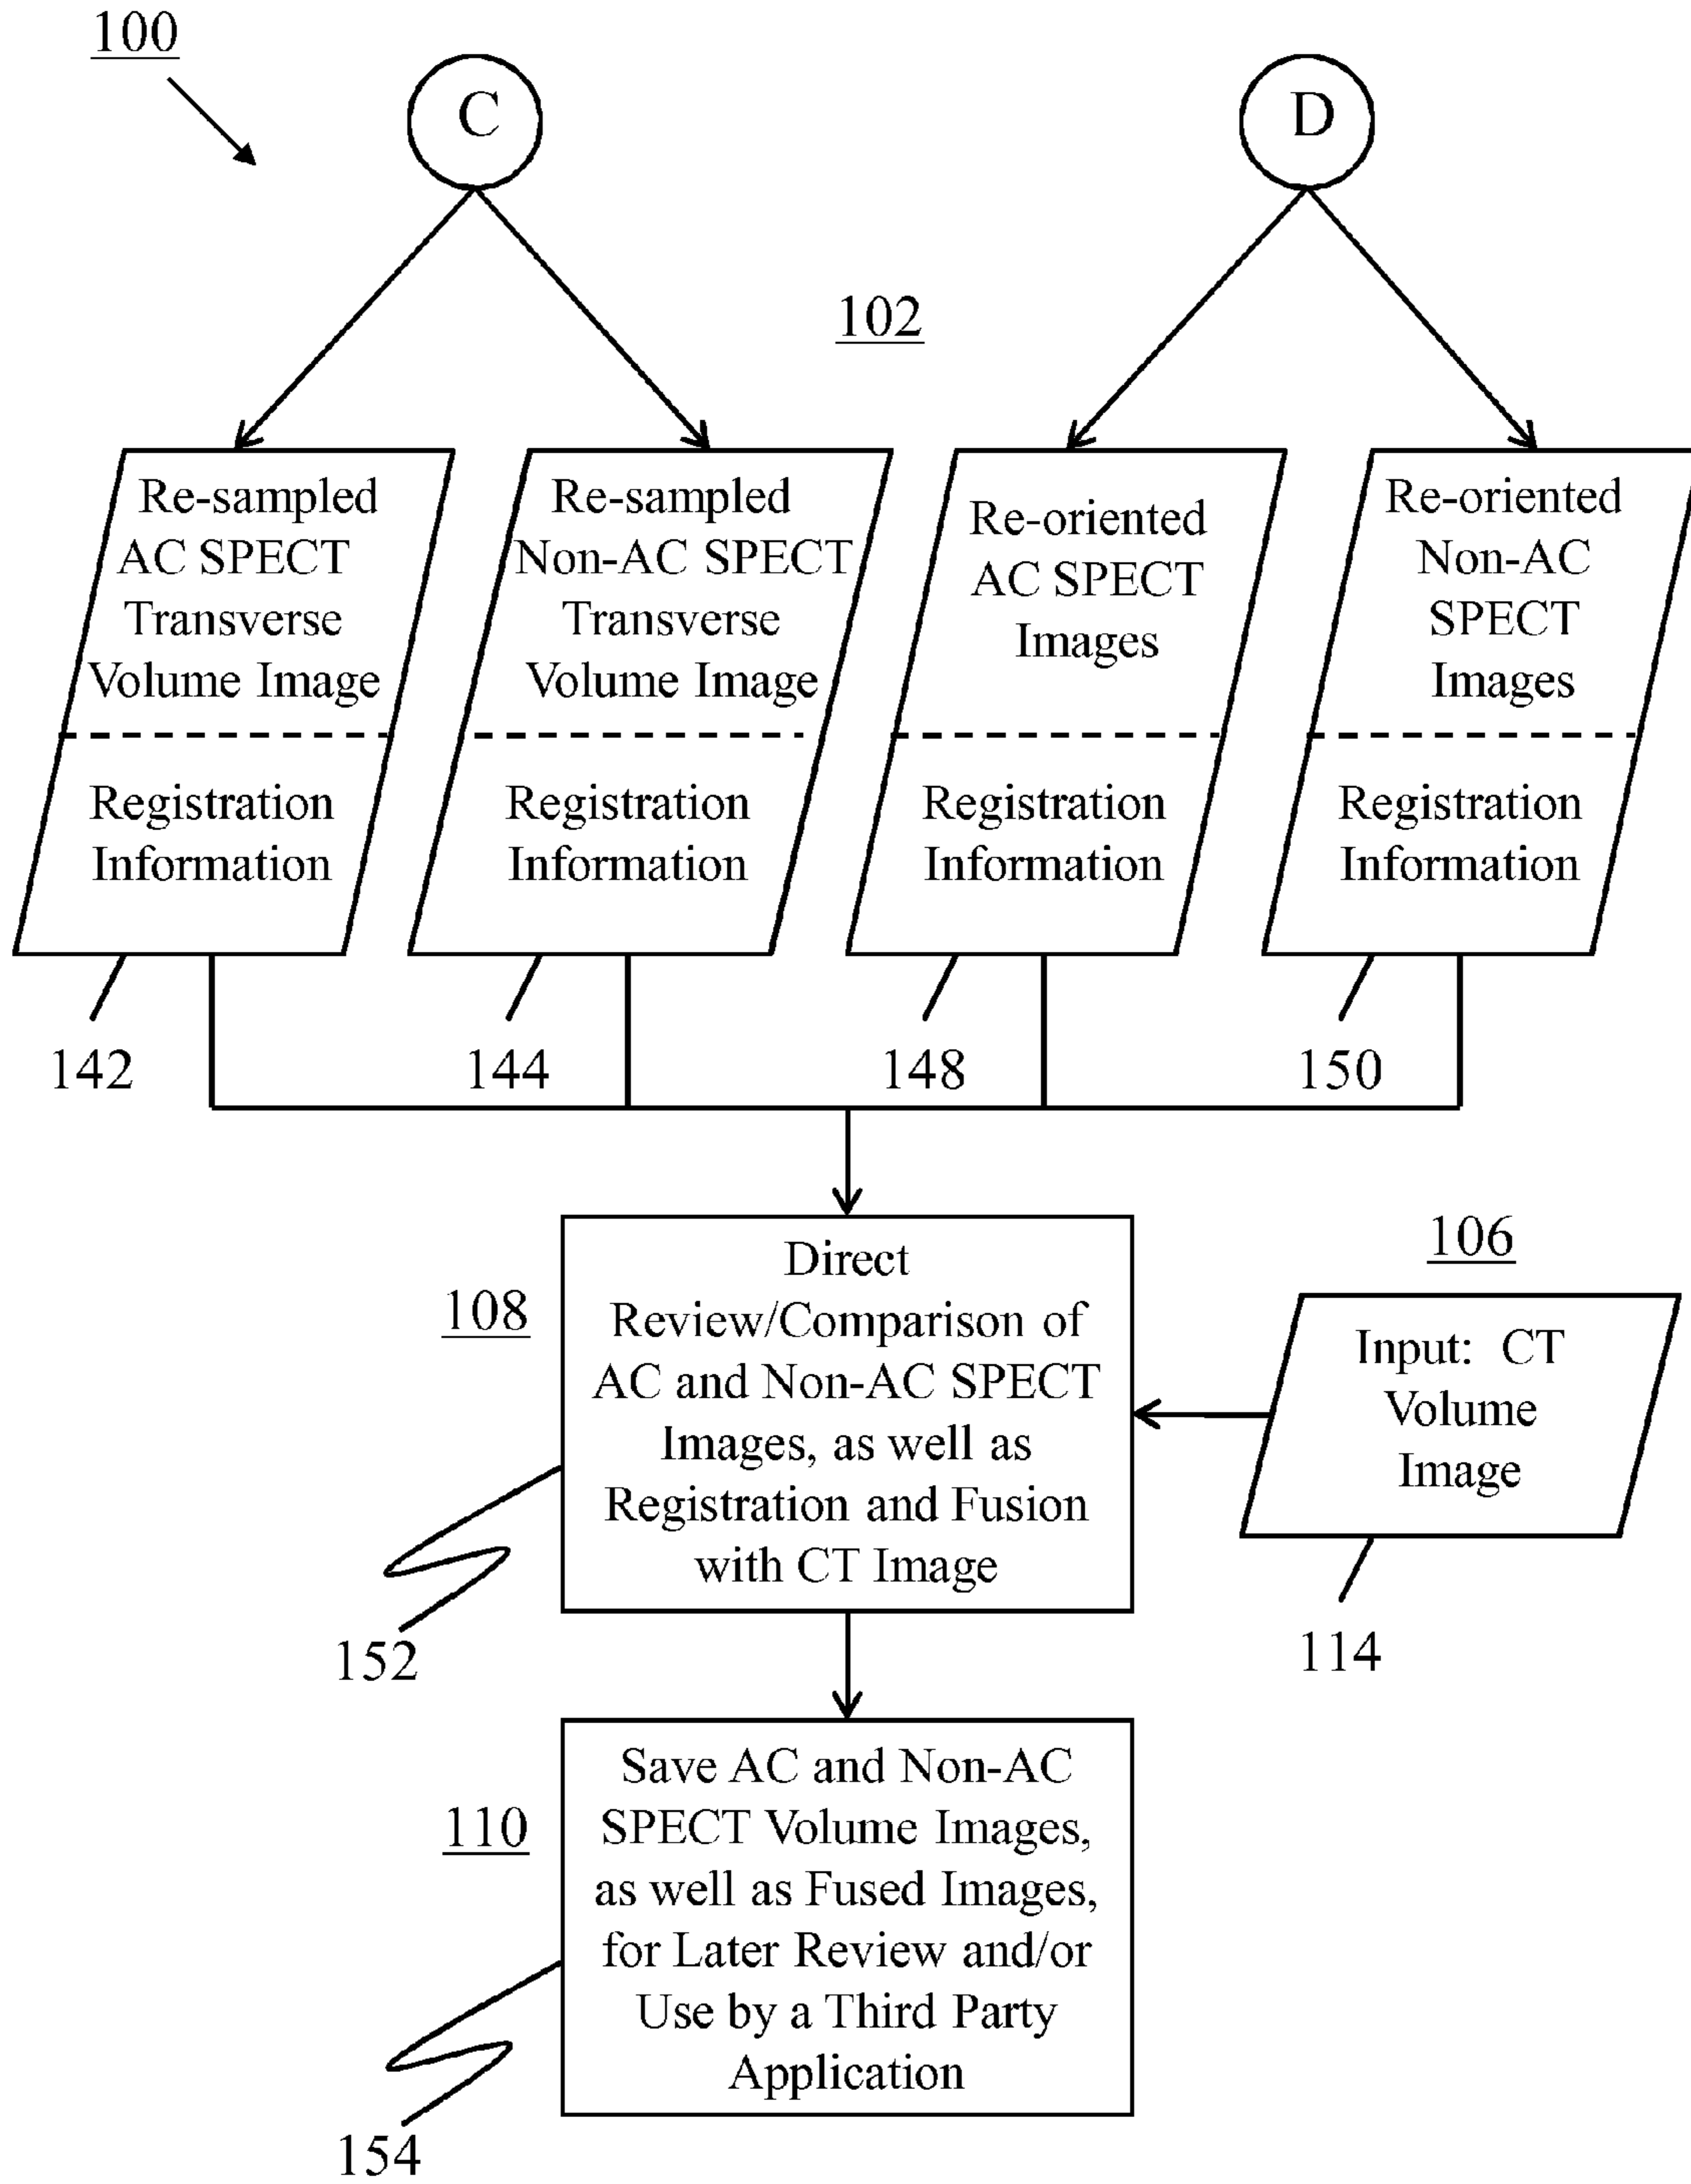 100
C
D
102
Re-sampled
AC SPECT
Transverse
Volume Image
Registration
Information
Re-sampled
Non-AC SPECT
Transverse
Volume Image
Registration
Information
Re-oriented
AC SPECT
Images
Registration
Information
Re-oriented
Non-AC
SPECT
Images
Registration
Information
142
144
148
150
108
Direct
Review/Comparison of
AC and Non-AC SPECT
Images, as well as
Registration and Fusion
with CT Image
152
106
Input: CT
Volume
Image
114
110
Save AC and Non-AC
SPECT Volume Images,
as well as Fused Images,
for Later Review and/or
Use by a Third Party
Application
154